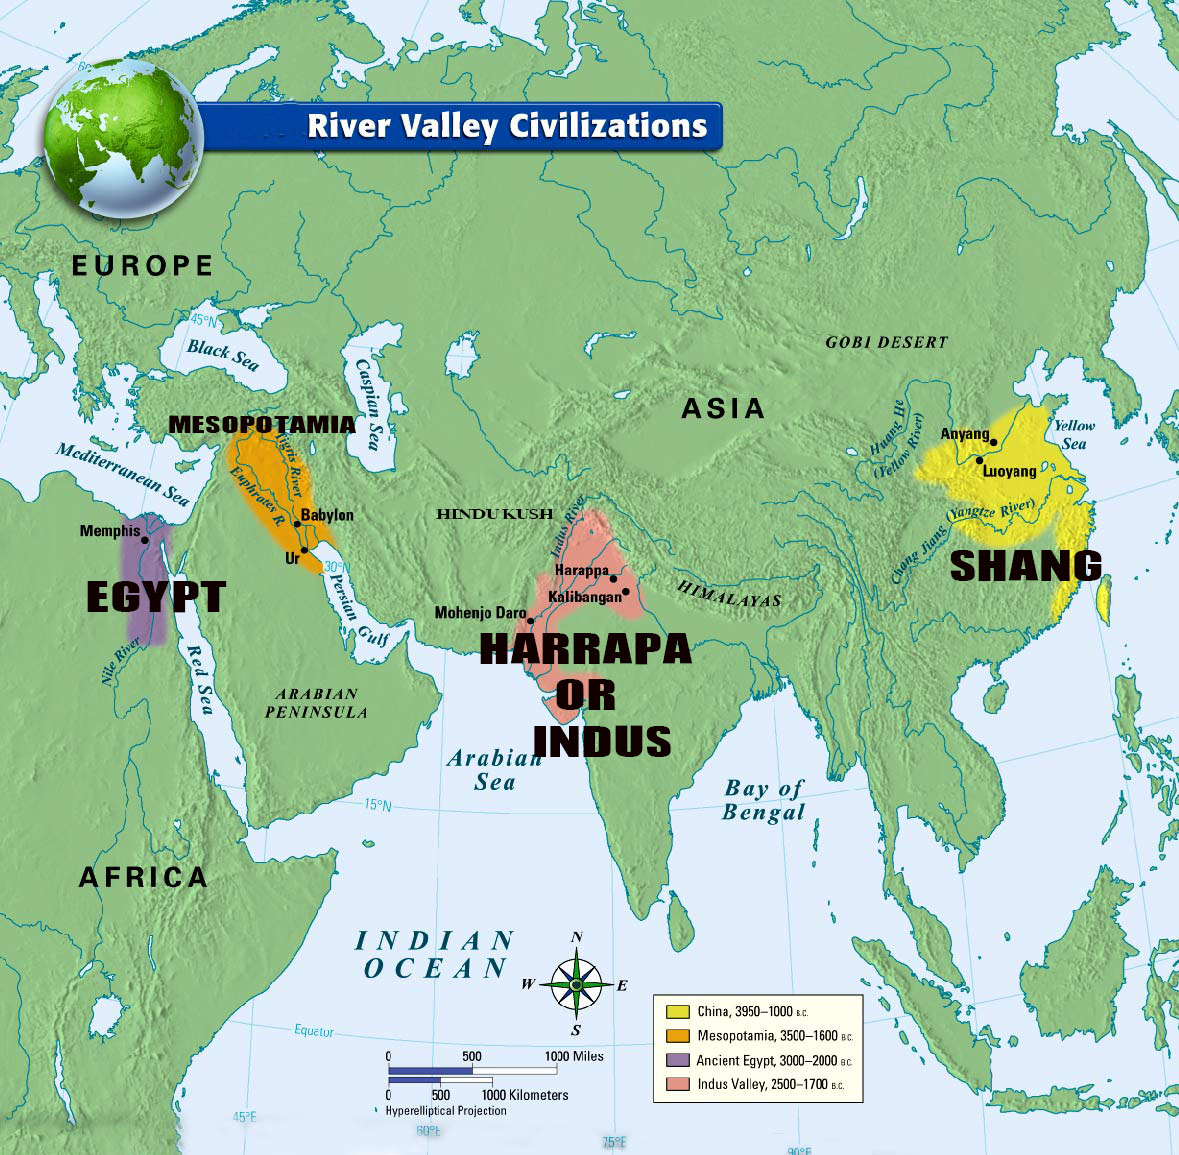 60°
River Valley Civilizations
EUROPE
45°N
Black Sea
Caspian Sea
GOBI DESERT
ASIA
MESOPOTAMIA
Tigris River
Euphrates R.
Mediterranean Sea
Babylon
Ur
30°N
Persian Gulf
Memphis
EGYPT
Nile River
Red Sea
ARABIAN
PENINSULA
HINDU KUSH
Indus River
Harappa
Kalibangan
Mohenjo Daro
HIMALAYAS
HARRAPA
OR
INDUS
Huang He
(Yellow River)
Anyang
Luoyang
Yellow
Sea
Chang Jiang
(Yangtze River)
SHANG
Arabian
Sea
Bay of
Bengal
15°N
AFRICA
INDIAN
OCEAN
N
W
E
S
Equator
0 500 1000 Miles
0 500 1000 Kilometers
Hyperelliptical Projection
China, 3950–1000 B.C.
Mesopotamia, 3500–1600 B.C.
Ancient Egypt, 3000–2000 B.C.
Indus Valley, 2500–1700 B.C.
45°E
60°E
75°E
90°E